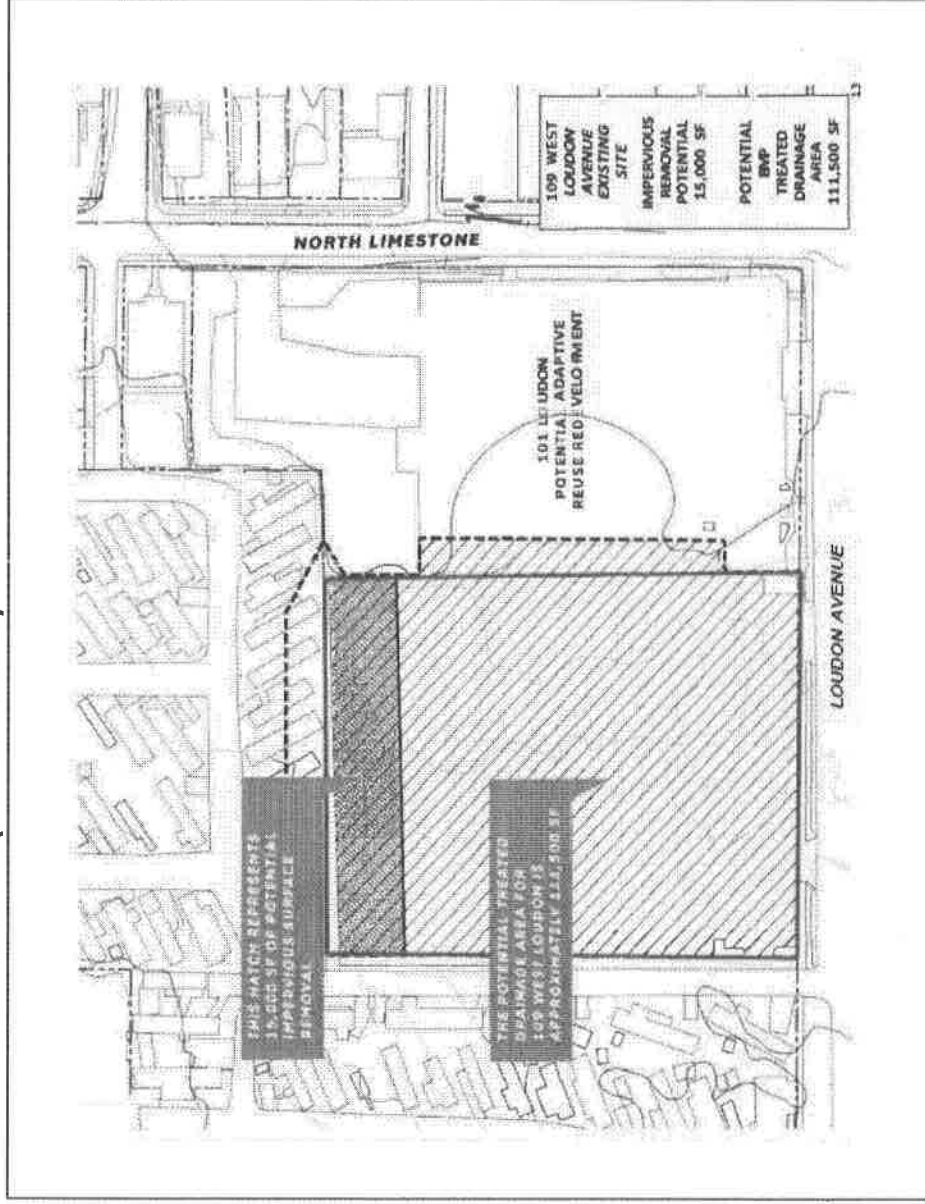 NORTH LIMESTONE
109 WEST
LOUDON
AVENUE
EXISTING
SITE
IMPERVIOUS
REMOVAL
POTENTIAL
15,000 SF
POTENTIAL
BMP
TREATED
DRAINAGE
AREA
111,500 SF
13
101 LOUDON
POTENTIAL ADAPTIVE
REUSE REDEVELOPMENT
THIS HATCH REPRESENTS
15,000 SF OF POTENTIAL
IMPERVIOUS SURFACE
REMOVAL
THE POTENTIAL TREATED
DRAINAGE AREA FOR
109 WEST LOUDON IS
APPROXIMATELY 111,500 SF
LOUDON AVENUE